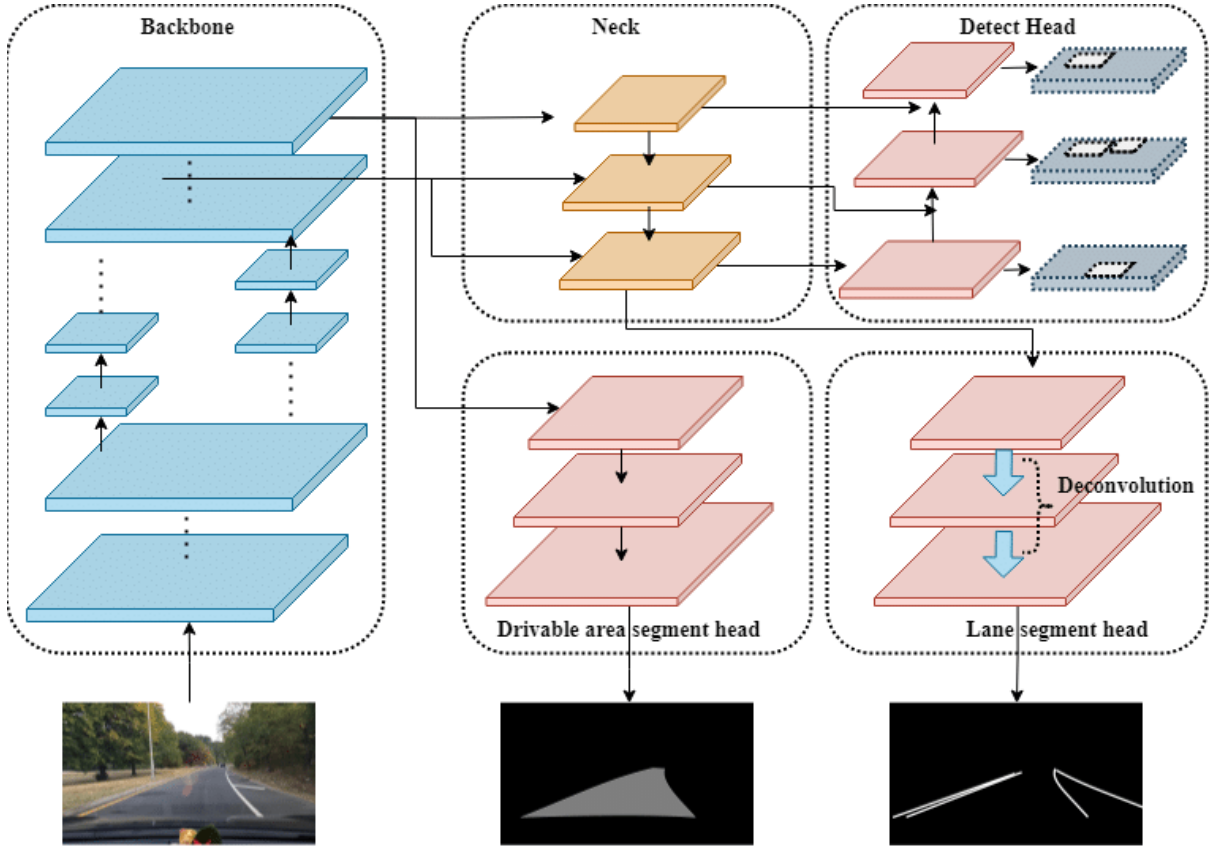 Backbone
Neck
Detect Head
Deconvolution
Drivable area segment head
Lane segment head